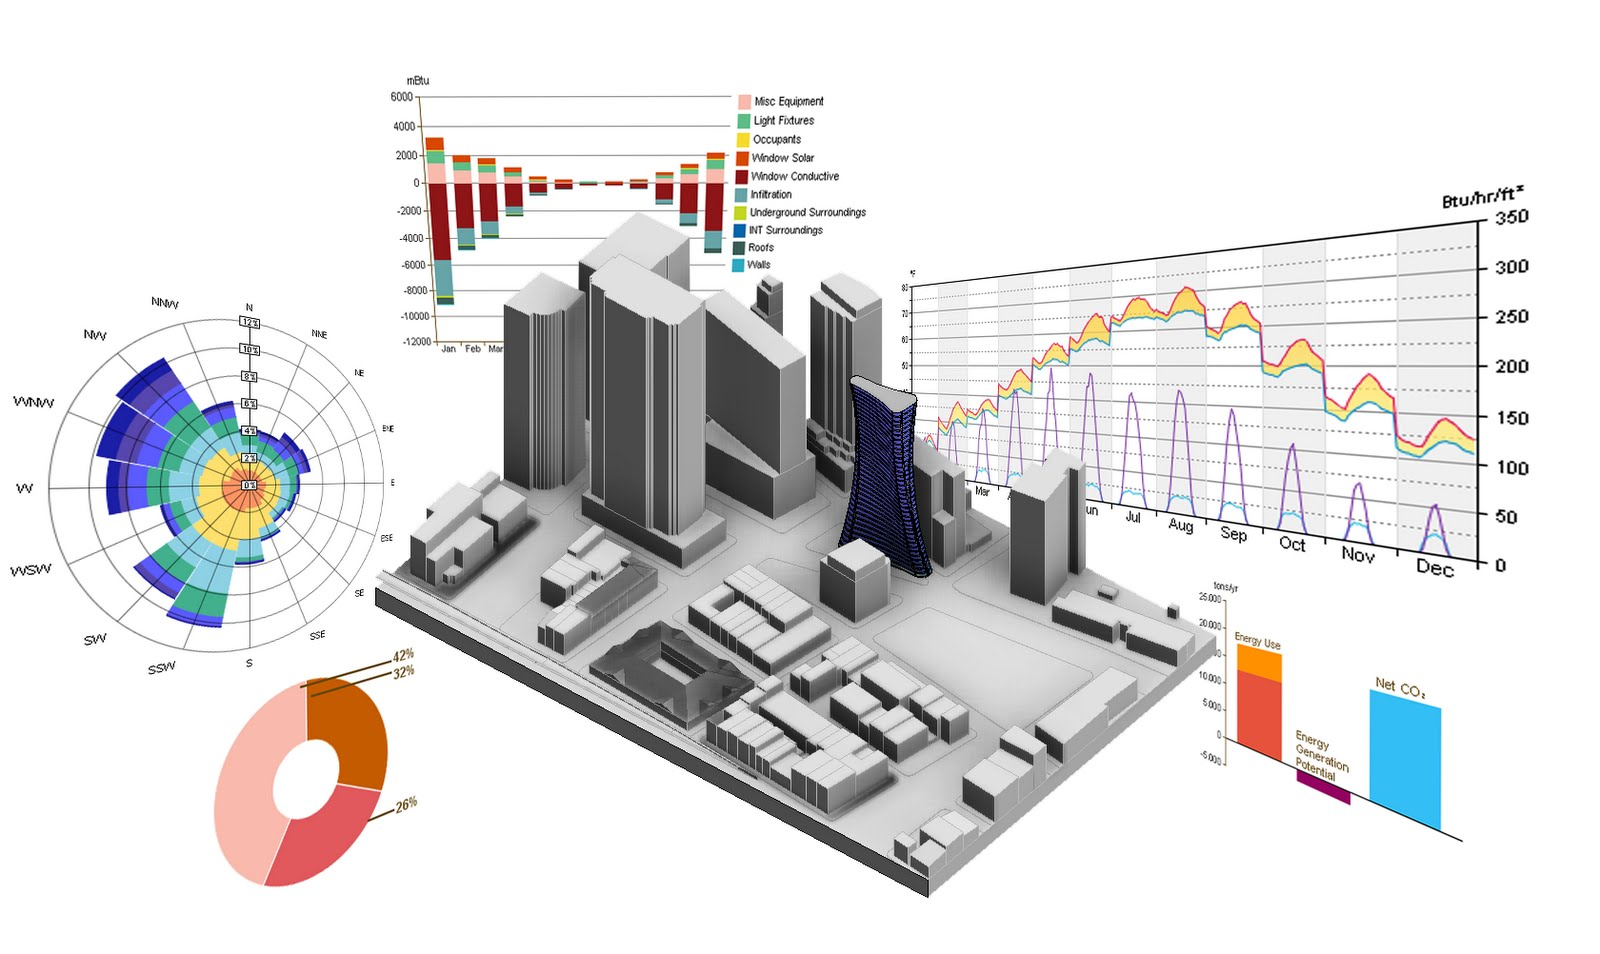 mBtu
6000
4000
2000
0
-2000
-4000
-6000
-8000
-10000
-12000
Jan
Feb
Mar
Misc Equipment
Light Fixtures
Occupants
Window Solar
Window Conductive
Infiltration
Underground Surroundings
INT Surroundings
Roofs
Walls
N
NNE
NE
ENE
E
ESE
SE
SSE
S
SSW
SW
WSW
W
WNW
NW
NNW
12%
10%
8%
6%
4%
2%
0%
42%
32%
26%
°F
80
70
60
50
Btu/hr/ft²
350
300
250
200
150
100
50
0
Mar
Jul
Aug
Sep
Oct
Nov
Dec
tons/yr
25,000
20,000
10,000
5,000
0
-5,000
Energy Use
Energy
Generation
Potential
Net CO₂